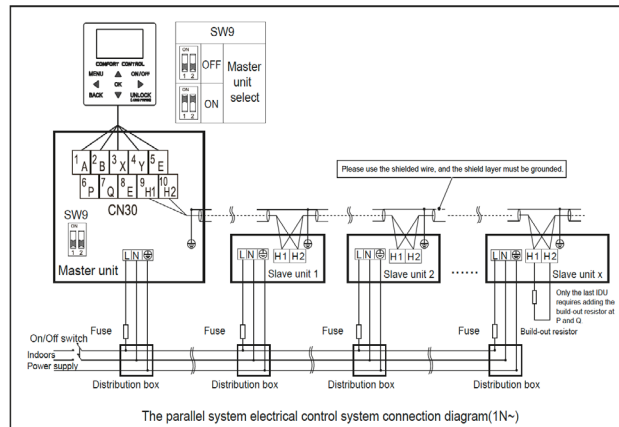 SW9
ON
1 2
OFF
Master
unit
select
ON
1 2
ON
COMFORT CONTROL
MENU ON/OFF
OK
BACK UNLOCK
1 2 3 4 5
A B X Y E
6 7 8 9 10
P Q E H1 H2
CN30
SW9
ON
1 2
Master unit
L N
Please use the shielded wire, and the shield layer must be grounded.
L N H1 H2
Slave unit 1
L N H1 H2
Slave unit 2
......
L N H1 H2
Slave unit x
Only the last IDU
requires adding the
build-out resistor at
P and Q
Build-out resistor
Fuse
Fuse
Fuse
Fuse
On/Off switch
Indoors
Power supply
Distribution box
Distribution box
Distribution box
Distribution box
The parallel system electrical control system connection diagram(1N~)